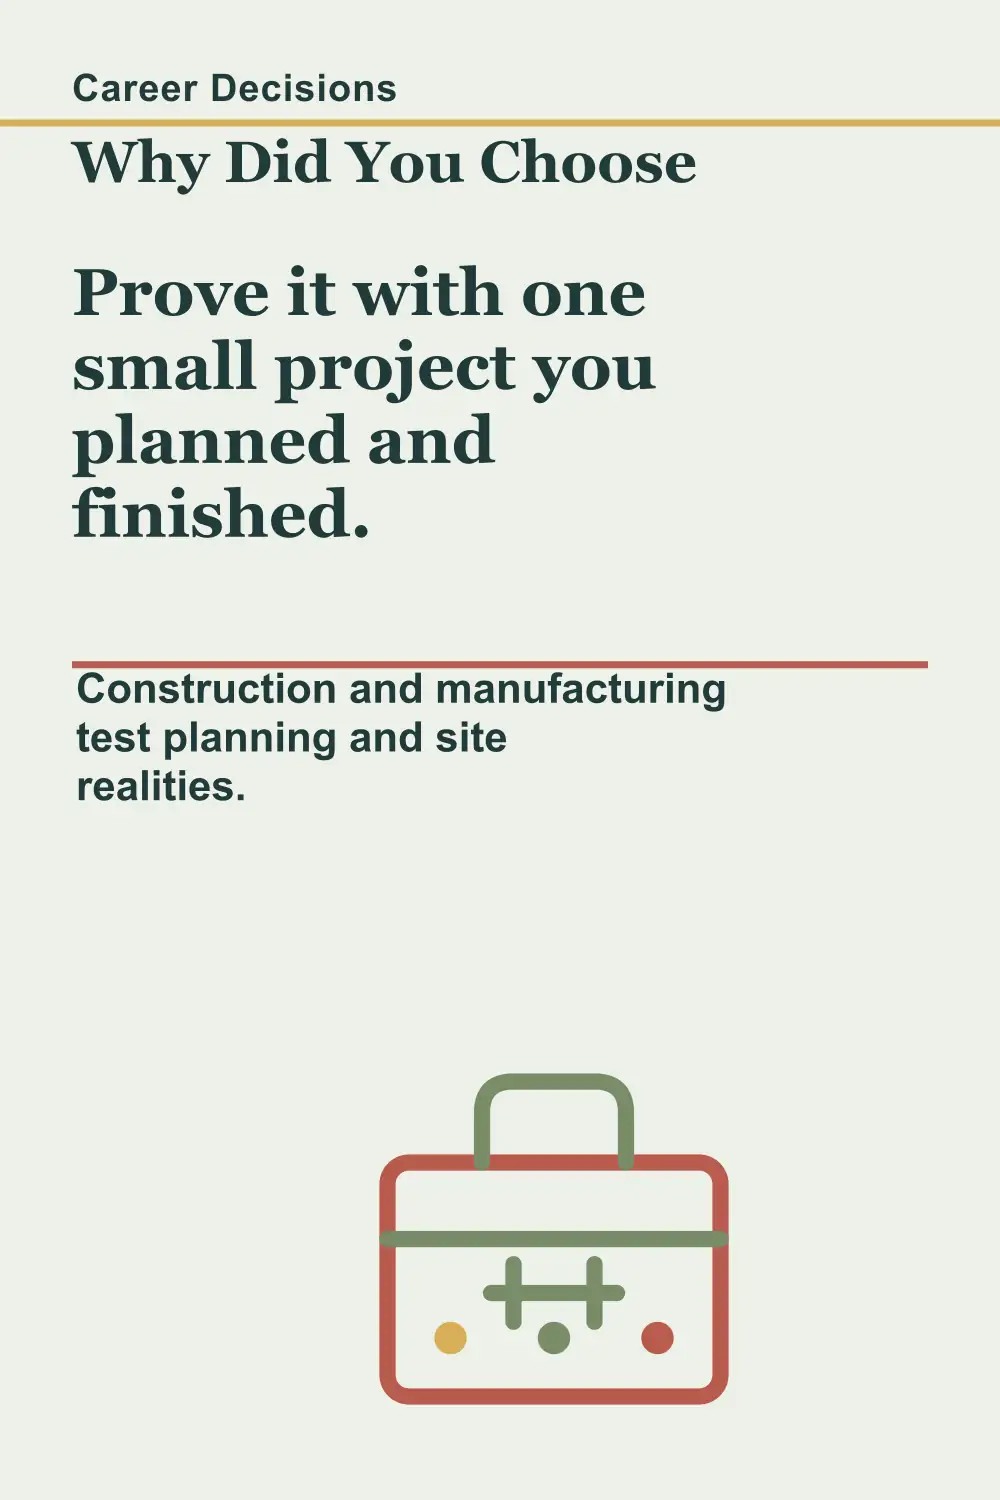 Career Decisions
Why Did You Choose
Prove it with one
small project you
planned and
finished.
Construction and manufacturing
test planning and site
realities.